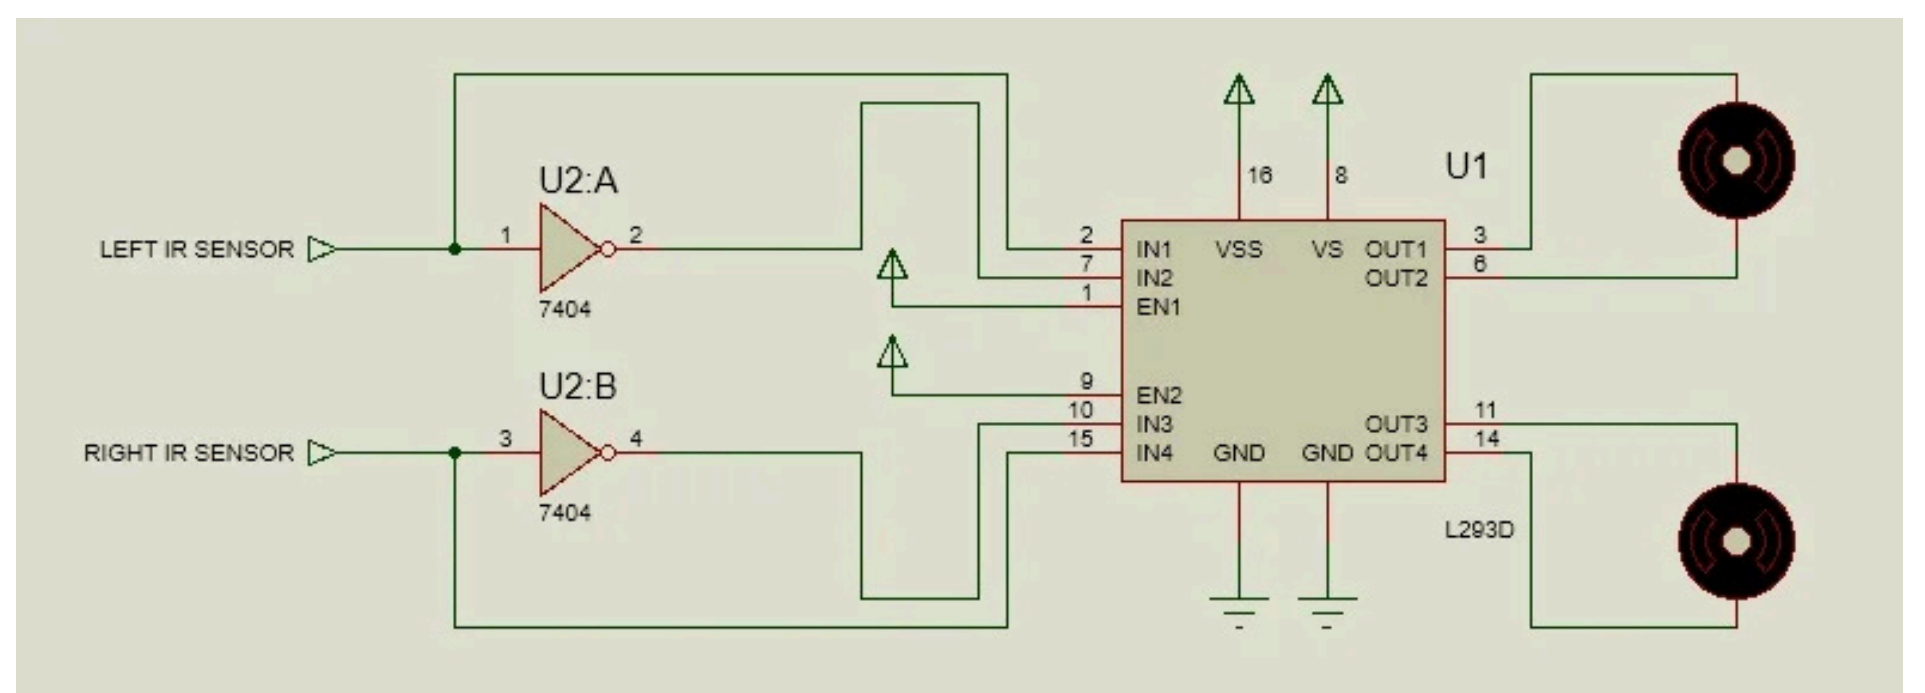 U2:A
LEFT IR SENSOR
1
2
7404
U2:B
RIGHT IR SENSOR
3
4
7404
16
8
U1
2
7
1
9
10
15
IN1
IN2
EN1
EN2
IN3
IN4
VSS
VS
GND
GND
OUT1
OUT2
OUT3
OUT4
3
6
11
14
L293D